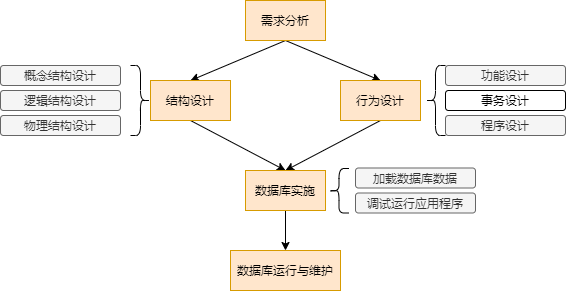 需求分析
概念结构设计
逻辑结构设计
物理结构设计
结构设计
行为设计
功能设计
事务设计
程序设计
数据库实施
加载数据库数据
调试运行应用程序
数据库运行与维护